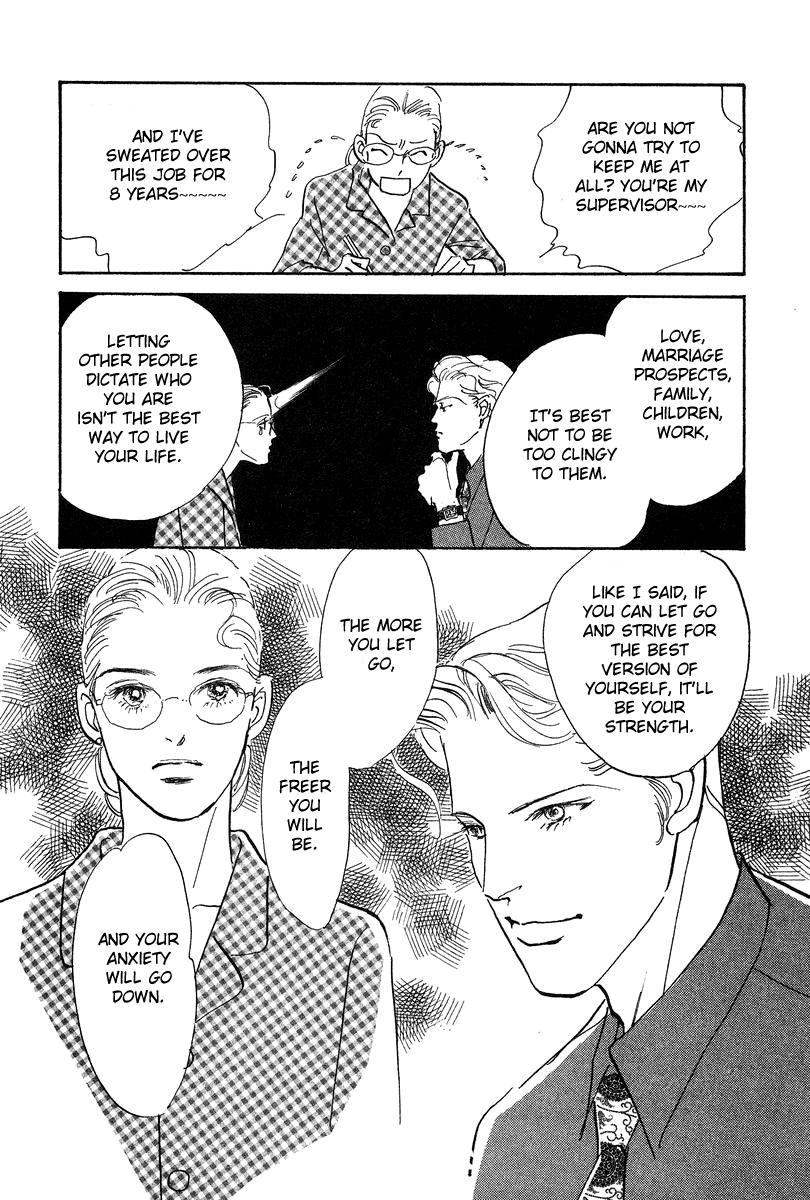 ARE YOU NOT
GONNA TRY TO
KEEP ME AT
ALL? YOU'RE MY
SUPERVISOR~~~
AND I'VE
SWEATED OVER
THIS JOB FOR
8 YEARS~~~~~
LOVE,
MARRIAGE
PROSPECTS,
FAMILY,
CHILDREN,
WORK,
IT'S BEST
NOT TO BE
TOO CLINGY
TO THEM.
LETTING
OTHER PEOPLE
DICTATE WHO
YOU ARE
ISN'T THE BEST
WAY TO LIVE
YOUR LIFE.
LIKE I SAID, IF
YOU CAN LET GO
AND STRIVE FOR
THE BEST
VERSION OF
YOURSELF, IT'LL
BE YOUR
STRENGTH.
THE MORE
YOU LET
GO,
THE
FREER
YOU
WILL
BE.
AND YOUR
ANXIETY
WILL GO
DOWN.